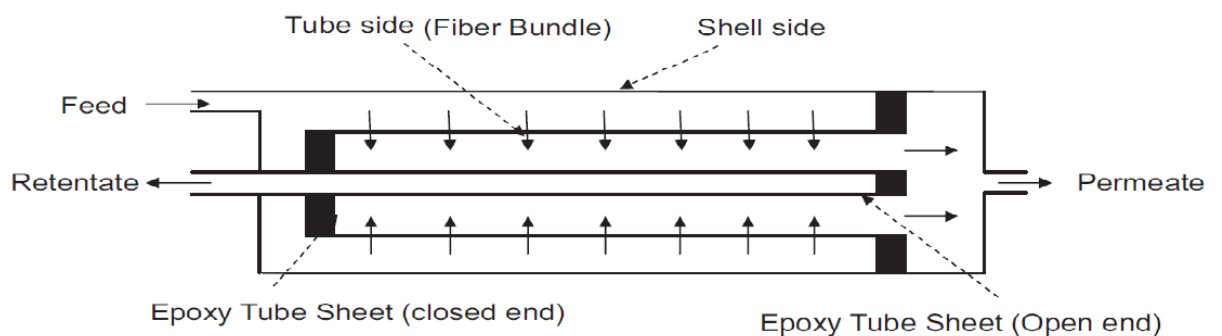 Tube side (Fiber Bundle)
Shell side
Feed
Retentate
Permeate
Epoxy Tube Sheet (closed end)
Epoxy Tube Sheet (Open end)